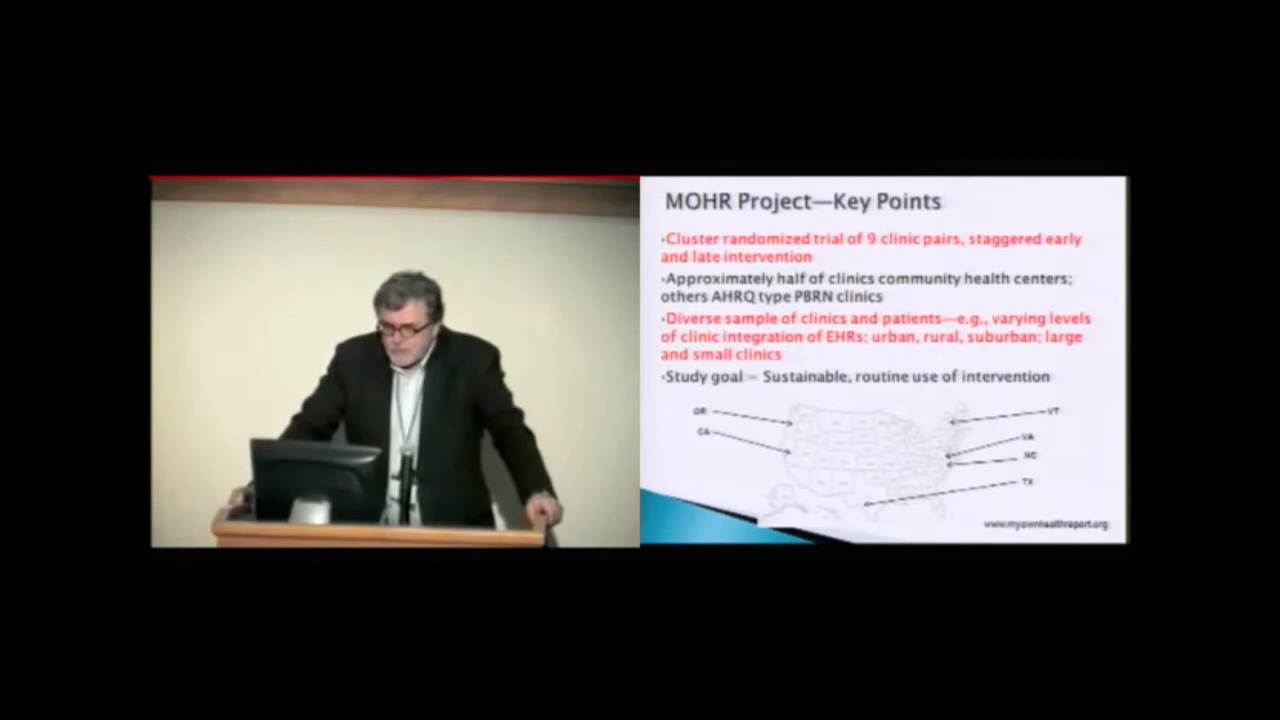 MOHR Project—Key Points
Cluster randomized trial of 9 clinic pairs, staggered early
and late intervention
Approximately half of clinics community health centers;
others AHRQ type PBRN clinics
Diverse sample of clinics and patients—e.g., varying levels
of clinic integration of EHRs; urban, rural, suburban; large
and small clinics
Study goal – Sustainable, routine use of intervention
OR
CA
VT
VA
NC
TX
www.myownhealthreport.org